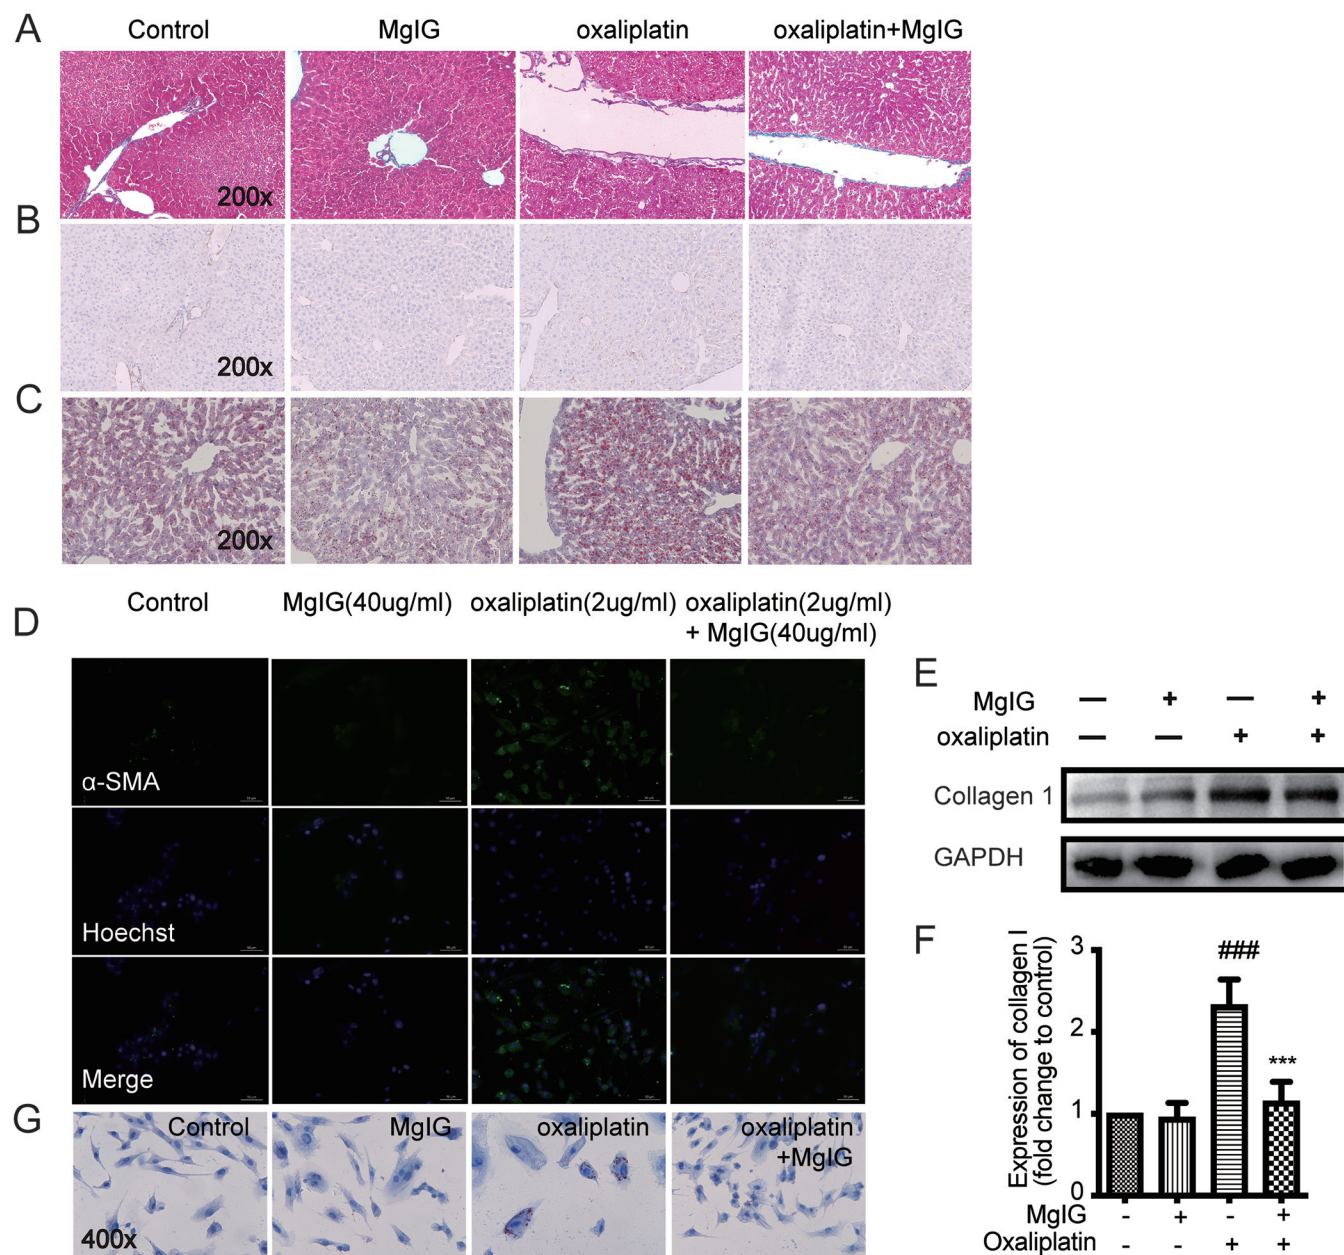 A
Control
MgIG
oxaliplatin
oxaliplatin+MgIG
200x
B
200x
C
200x
D
Control
MgIG(40ug/ml)
oxaliplatin(2ug/ml)
oxaliplatin(2ug/ml)
+ MgIG(40ug/ml)
α-SMA
Hoechst
Merge
E
MgIG — + — +
oxaliplatin — — + +
Collagen 1
GAPDH
F
Expression of collagen I
(fold change to control)
3
2
1
0
###
***
MgIG - + - +
Oxaliplatin - - + +
G
Control
MgIG
oxaliplatin
oxaliplatin
+MgIG
400x